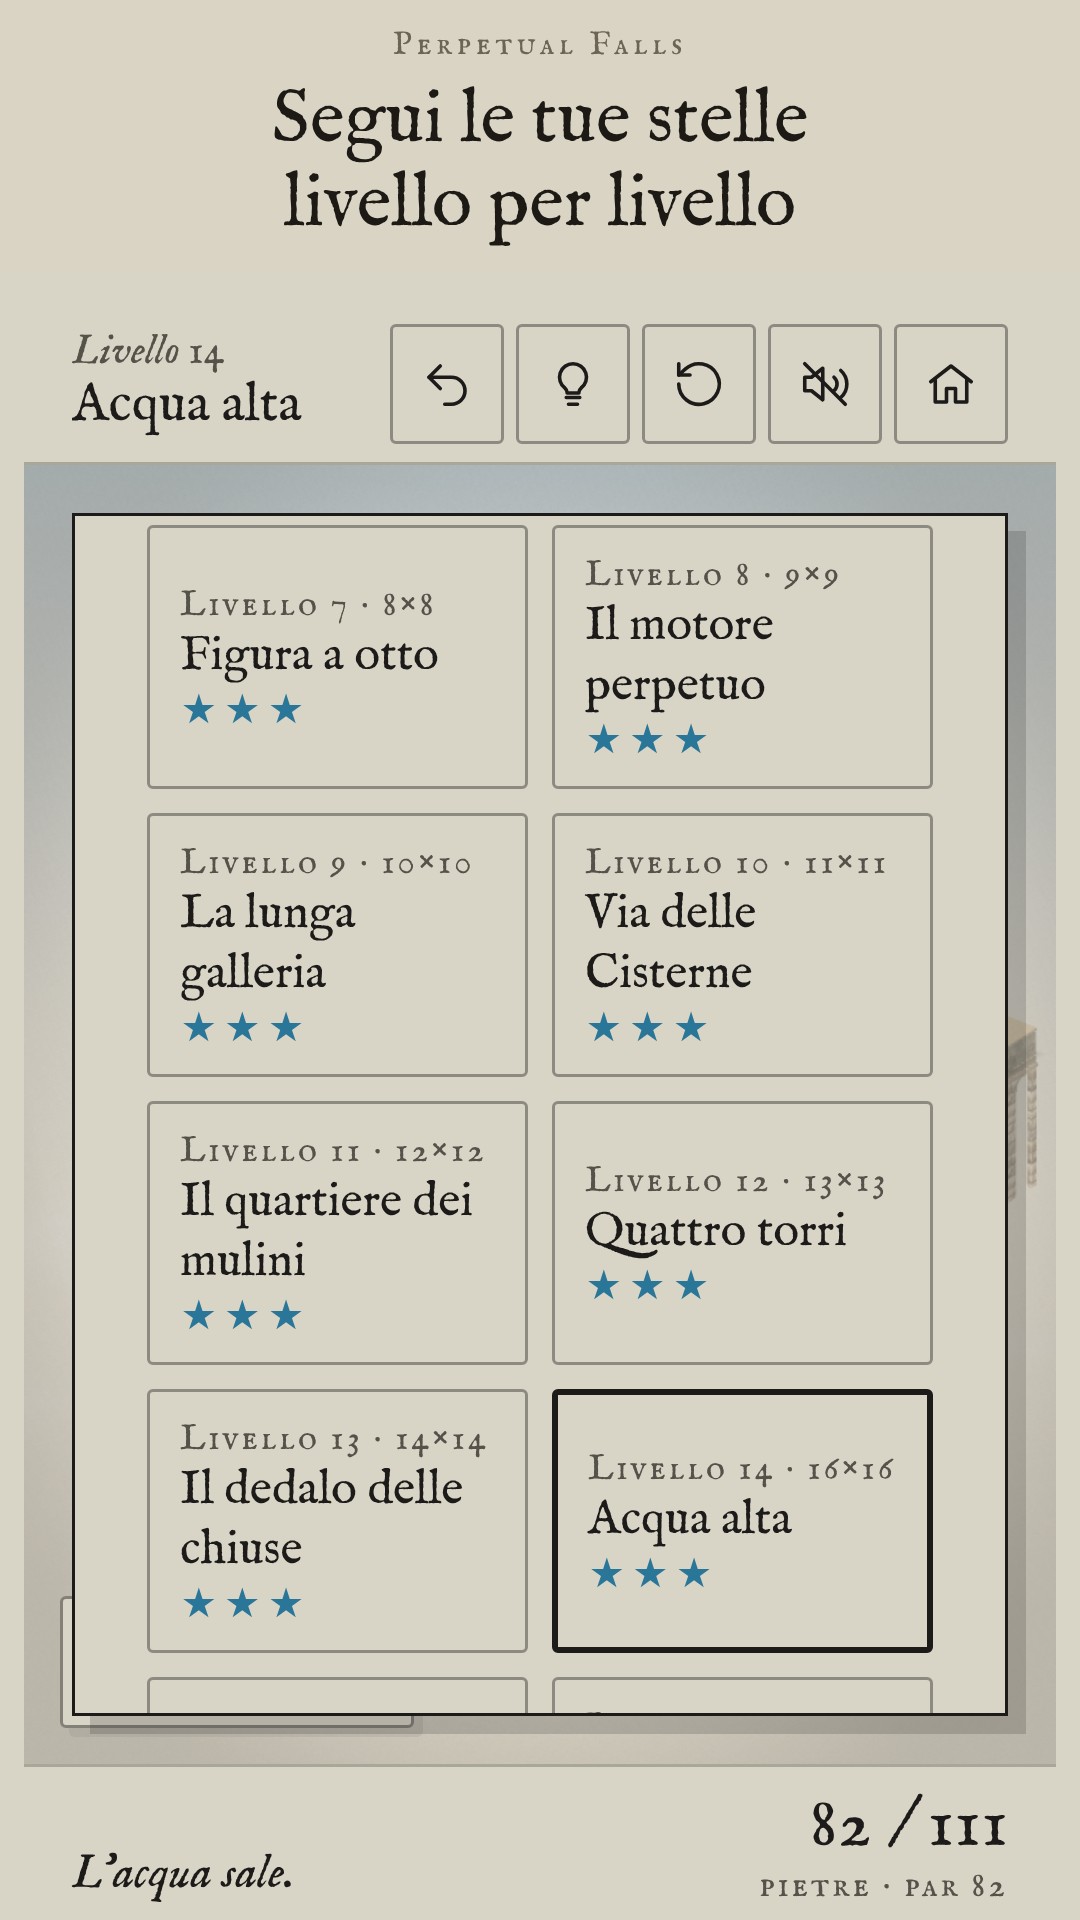 Perpetual Falls
Segui le tue stelle
livello per livello
Livello 14
Acqua alta
Livello 7 · 8×8
Figura a otto
★ ★ ★
Livello 8 · 9×9
Il motore
perpetuo
★ ★ ★
Livello 9 · 10×10
La lunga
galleria
★ ★ ★
Livello 10 · 11×11
Via delle
Cisterne
★ ★ ★
Livello 11 · 12×12
Il quartiere dei
mulini
★ ★ ★
Livello 12 · 13×13
Quattro torri
★ ★ ★
Livello 13 · 14×14
Il dedalo delle
chiuse
★ ★ ★
Livello 14 · 16×16
Acqua alta
★ ★ ★
L’acqua sale.
82 / 111
pietre · par 82